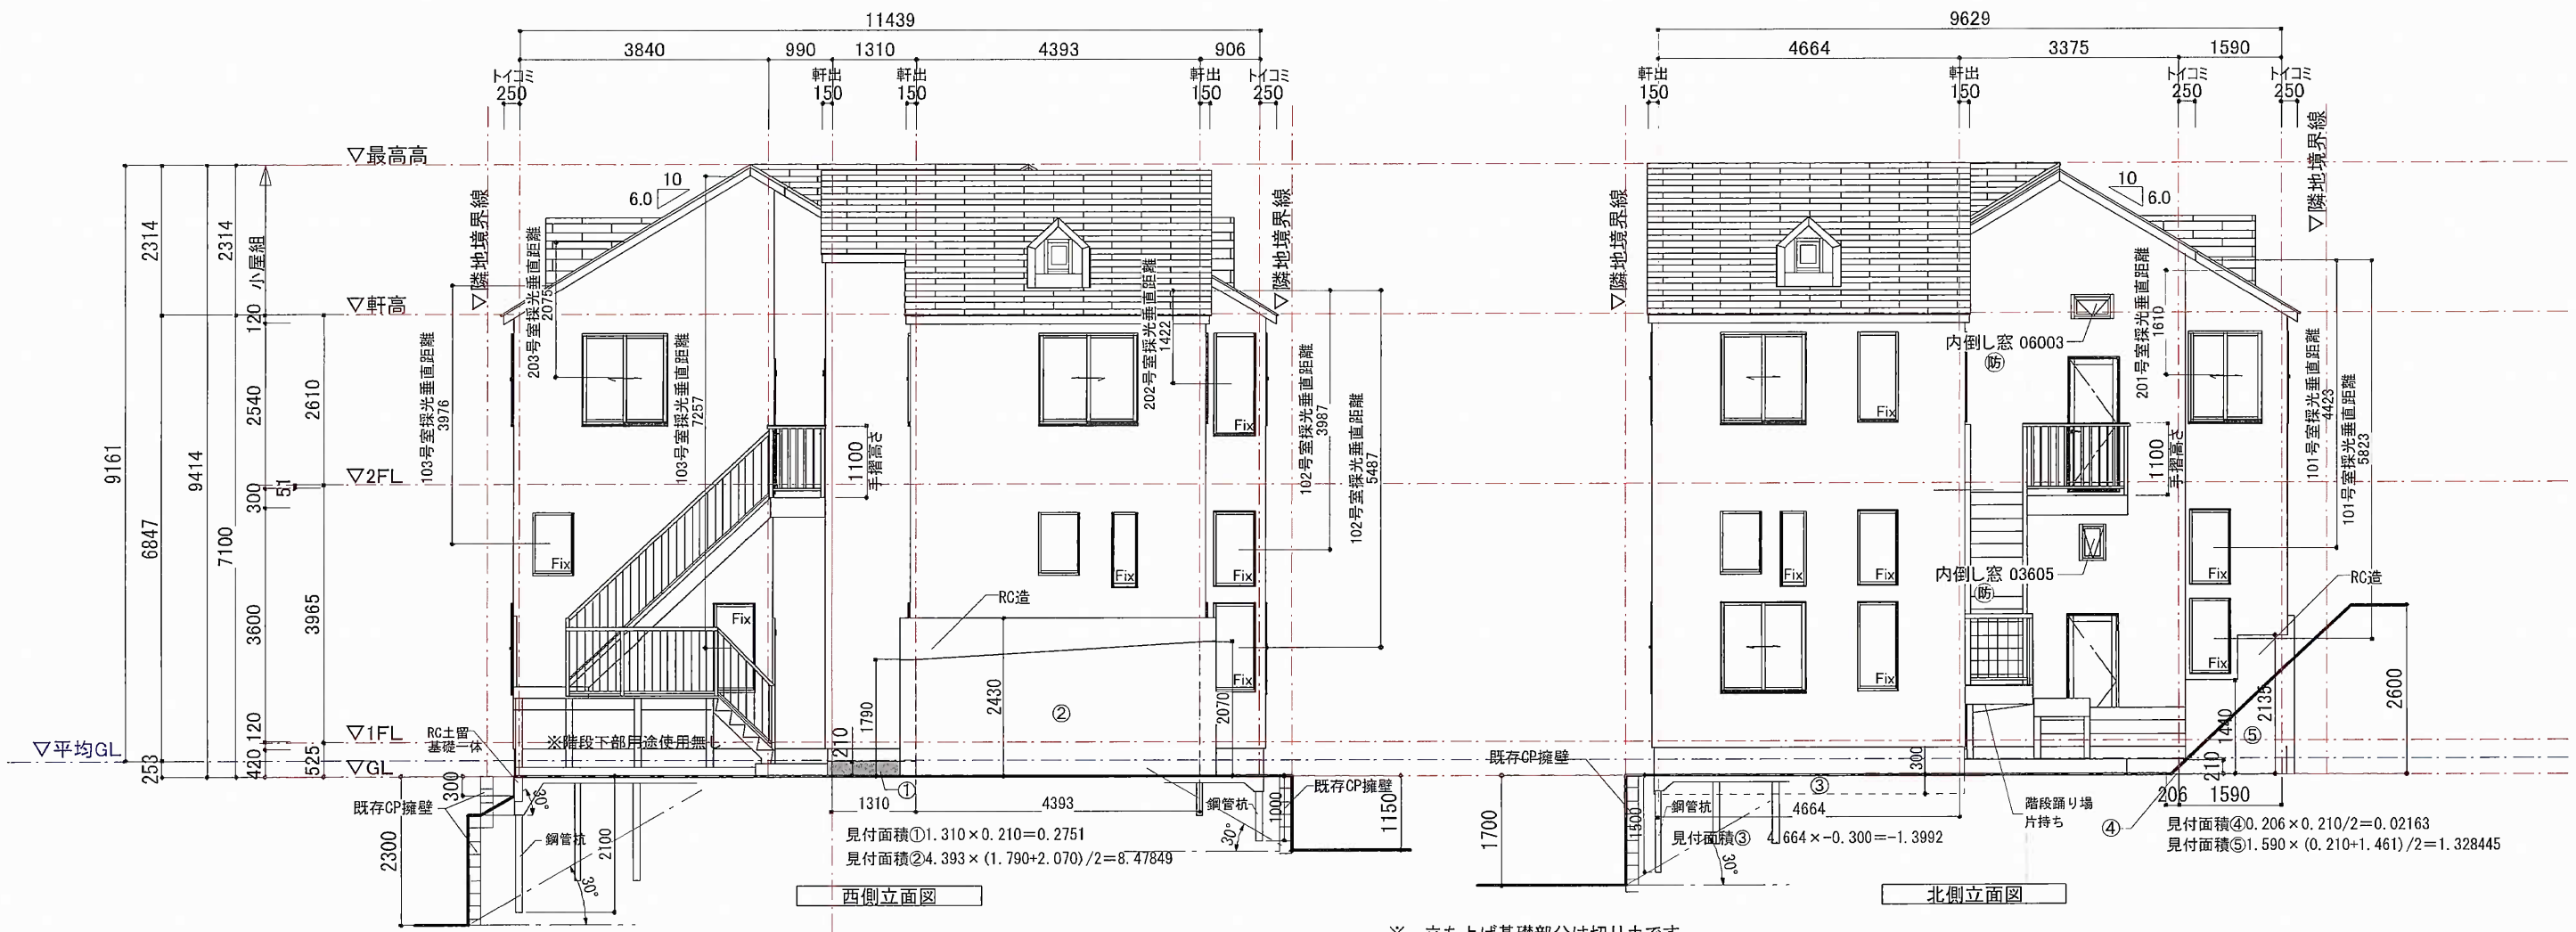 11439
3840 990 1310 4393 906
トイコミ 250
軒出 150
軒出 150
軒出 150
トイコミ 250
9629
4664 3375 1590
軒出 150
軒出 150
トイコミ 250
トイコミ 250
▽最高高
▽軒高
▽2FL
▽1FL
▽GL
▽平均GL
9161
253
2314
6847
9414
2314
7100
小屋組
120
2540
300
51
3600
120
420
2610
3965
525
▽隣地境界線
10
6.0
203号室採光垂直距離
2075
103号室採光垂直距離
3976
103号室採光垂直距離
7257
202号室採光垂直距離
1422
▽隣地境界線
102号室採光垂直距離
3987
102号室採光垂直距離
5487
1100
手摺高さ
Fix
Fix
Fix
Fix
Fix
Fix
RC造
②
1790
2430
2070
210
①
RC土留
基礎一体
※階段下部用途使用無し
300
既存CP擁壁
30°
鋼管杭
2300
2100
30°
1310
4393
鋼管杭
1000
30°
既存CP擁壁
1150
見付面積①1.310×0.210=0.2751
見付面積②4.393×(1.790+2.070)/2=8.47849
西側立面図
▽隣地境界線
10
6.0
▽隣地境界線
内倒し窓 06003
防
201号室採光垂直距離
1610
101号室採光垂直距離
4423
101号室採光垂直距離
5823
1100
手摺高さ
Fix
Fix
Fix
Fix
Fix
Fix
内倒し窓 03605
防
RC造
2600
2135
1440
210
⑤
206
1590
既存CP擁壁
300
③
1700
1500
鋼管杭
4664
30°
見付面積③ 4.664×-0.300=-1.3992
階段踊り場
片持ち
④
見付面積④0.206×0.210/2=0.02163
見付面積⑤1.590×(0.210+1.461)/2=1.328445
北側立面図